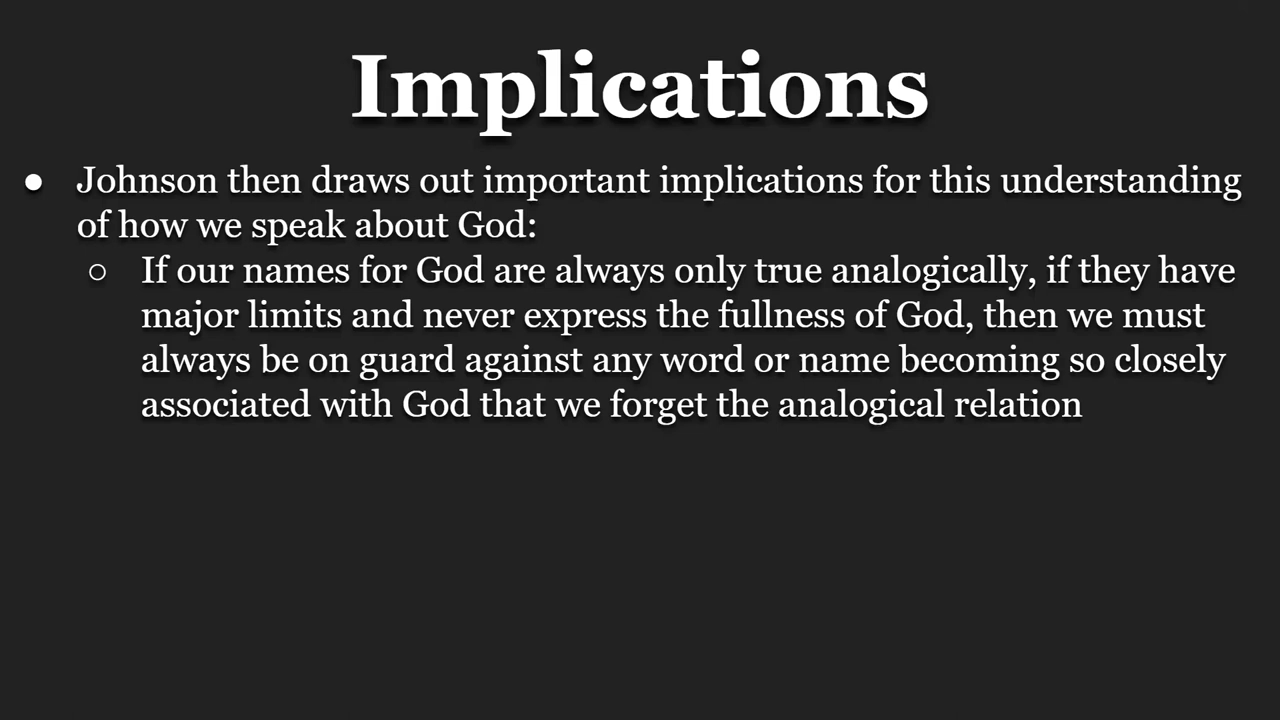 Implications
● Johnson then draws out important implications for this understanding
of how we speak about God:
○ If our names for God are always only true analogically, if they have
major limits and never express the fullness of God, then we must
always be on guard against any word or name becoming so closely
associated with God that we forget the analogical relation